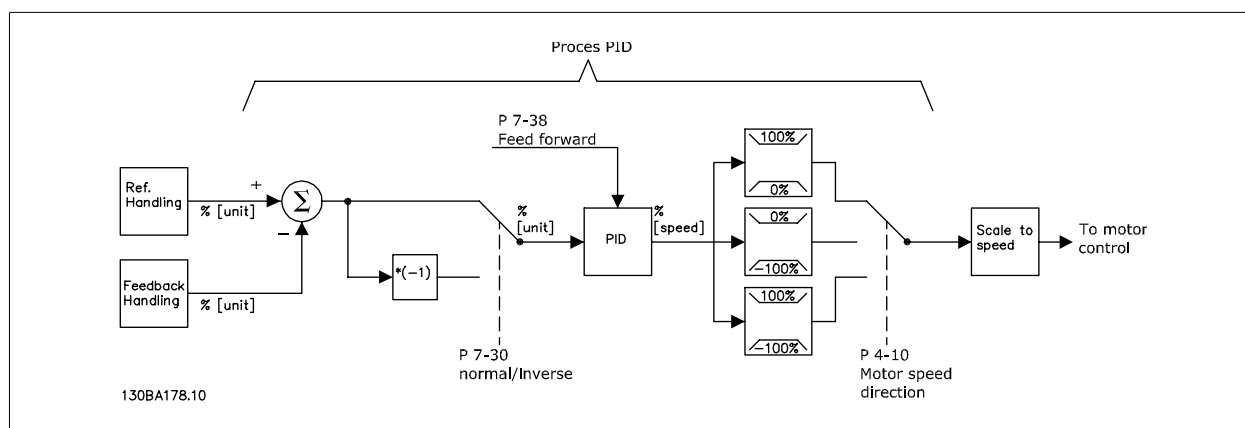 Proces PID
P 7-38
Feed forward
100%
0%
Ref.
Handling
+
% [unit]
Σ
−
%
[unit]
PID
%
[speed]
0%
-100%
Scale to
speed
To motor
control
*(-1)
Feedback
Handling
% [unit]
100%
-100%
P 7-30
normal/Inverse
P 4-10
Motor speed
direction
130BA178.10